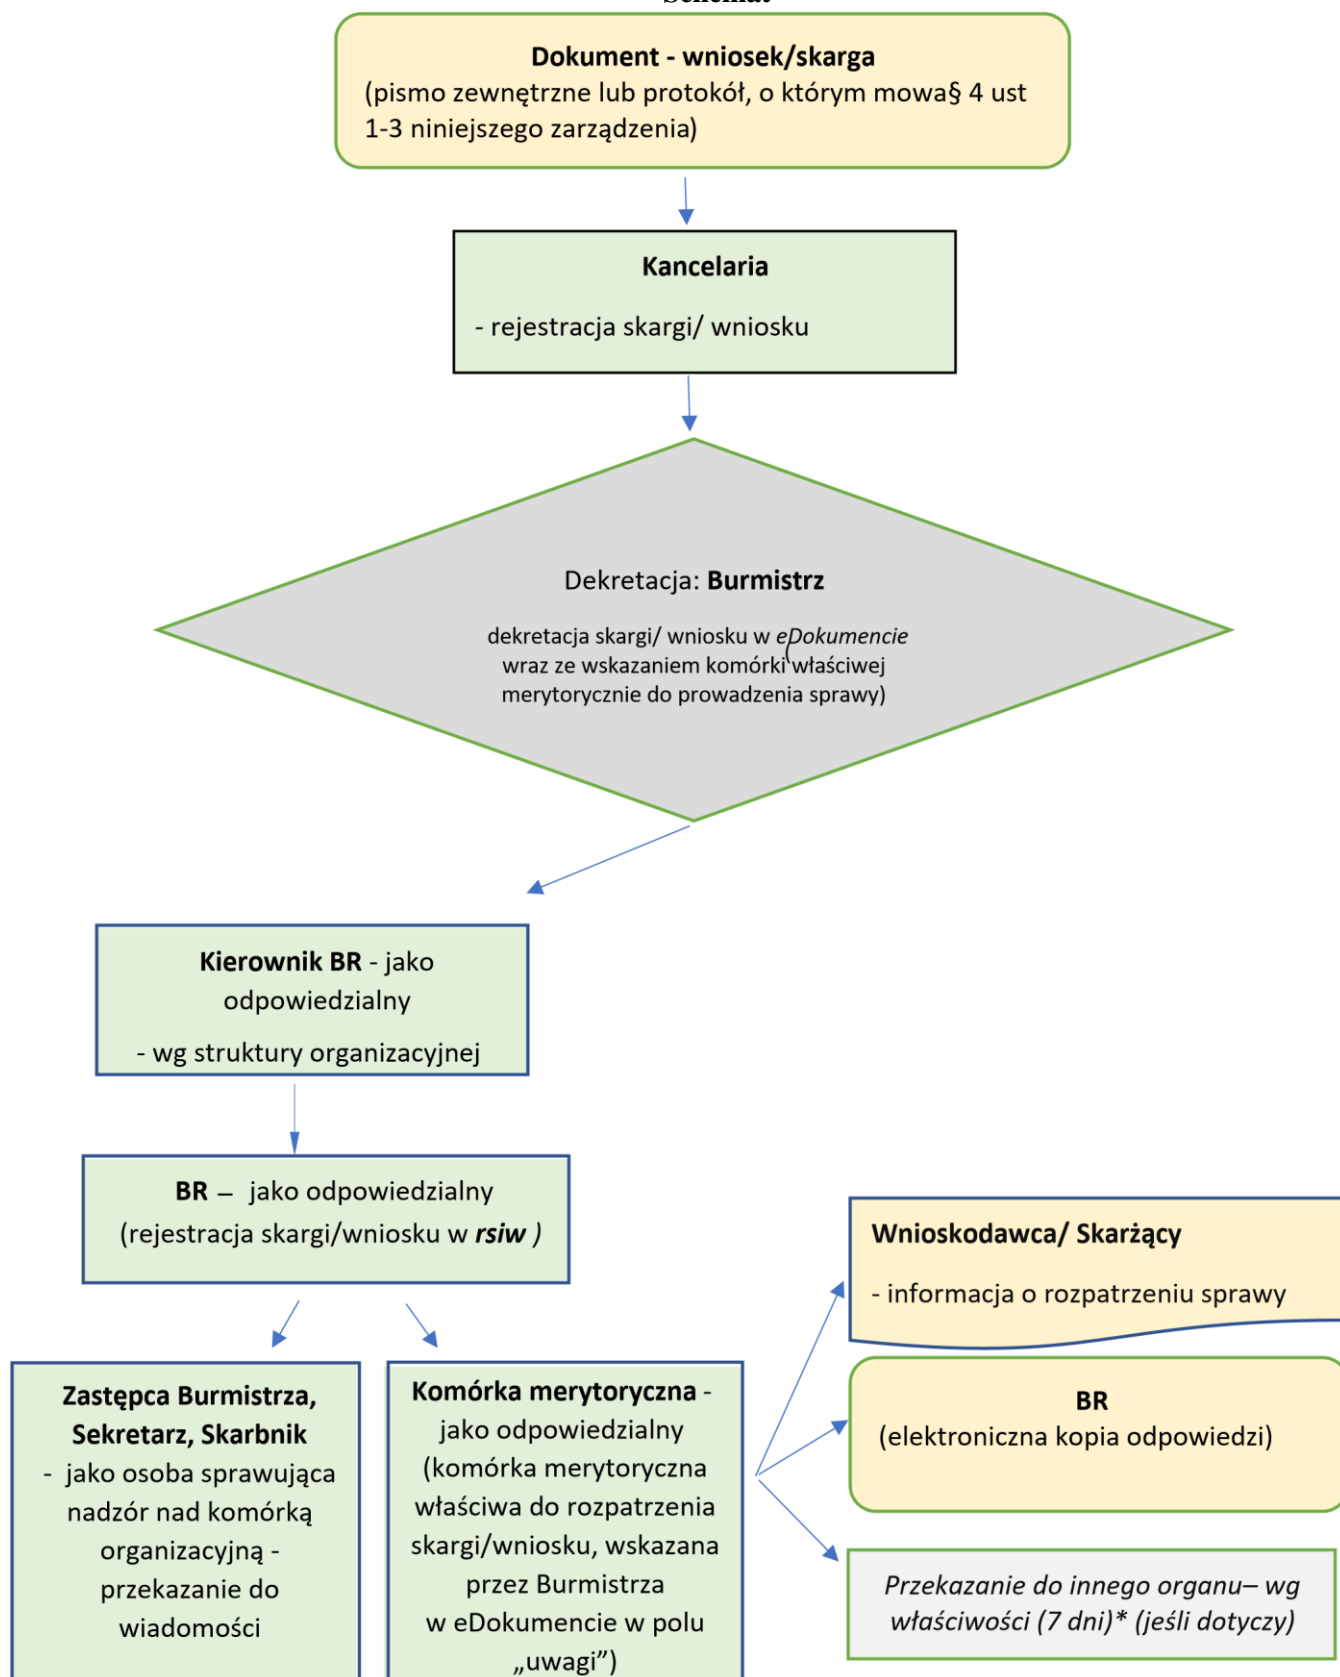 Schemat
Dokument - wniosek/skarga
(pismo zewnętrzne lub protokół, o którym mowa§ 4 ust
1-3 niniejszego zarządzenia)
Kancelaria
- rejestracja skargi/ wniosku
Dekretacja: Burmistrz
dekretacja skargi/ wniosku w eDokumencie
(
wraz ze wskazaniem komórki właściwej
merytorycznie do prowadzenia sprawy)
Kierownik BR - jako
odpowiedzialny
- wg struktury organizacyjnej
BR – jako odpowiedzialny
(rejestracja skargi/wniosku w rsiw )
Zastępca Burmistrza,
Sekretarz, Skarbnik
- jako osoba sprawująca
nadzór nad komórką
organizacyjną -
przekazanie do
wiadomości
Komórka merytoryczna -
jako odpowiedzialny
(komórka merytoryczna
właściwa do rozpatrzenia
skargi/wniosku, wskazana
przez Burmistrza
w eDokumencie w polu
„uwagi”)
Wnioskodawca/ Skarżący
- informacja o rozpatrzeniu sprawy
BR
(elektroniczna kopia odpowiedzi)
Przekazanie do innego organu– wg
właściwości (7 dni)* (jeśli dotyczy)